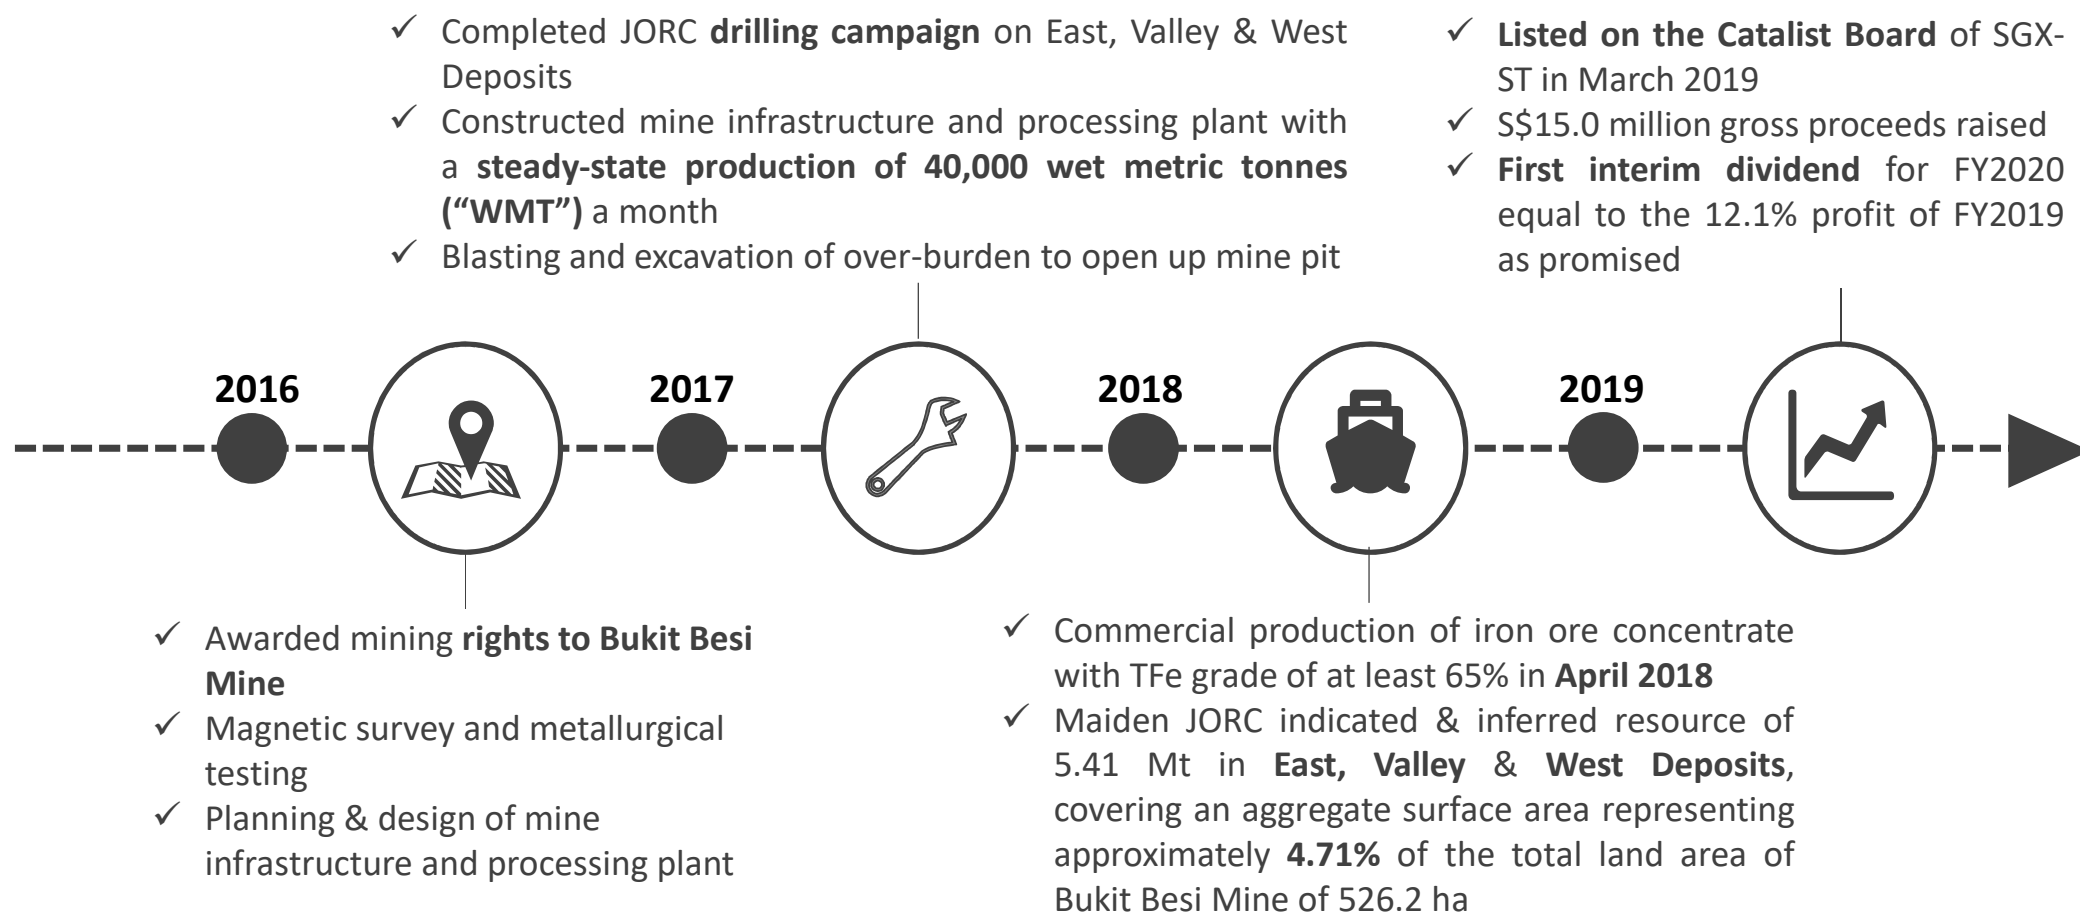 ✓ Completed JORC drilling campaign on East, Valley & West
Deposits
✓ Constructed mine infrastructure and processing plant with
a steady-state production of 40,000 wet metric tonnes
(“WMT”) a month
✓ Blasting and excavation of over-burden to open up mine pit
✓ Listed on the Catalist Board of SGX-
ST in March 2019
✓ S$15.0 million gross proceeds raised
✓ First interim dividend for FY2020
equal to the 12.1% profit of FY2019
as promised
2016
2017
2018
2019
✓ Awarded mining rights to Bukit Besi
Mine
✓ Magnetic survey and metallurgical
testing
✓ Planning & design of mine
infrastructure and processing plant
✓ Commercial production of iron ore concentrate
with TFe grade of at least 65% in April 2018
✓ Maiden JORC indicated & inferred resource of
5.41 Mt in East, Valley & West Deposits,
covering an aggregate surface area representing
approximately 4.71% of the total land area of
Bukit Besi Mine of 526.2 ha